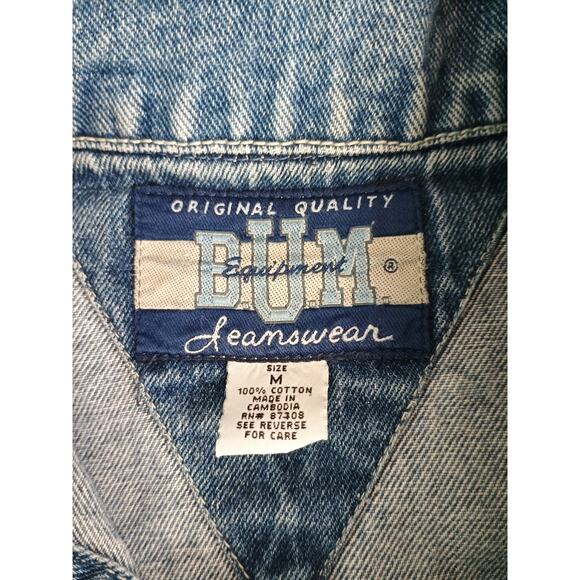 ORIGINAL QUALITY
B.U.M.
Equipment ®
Jeanswear
SIZE
M
100% COTTON
MADE IN
CAMBODIA
RN# 87308
SEE REVERSE
FOR CARE